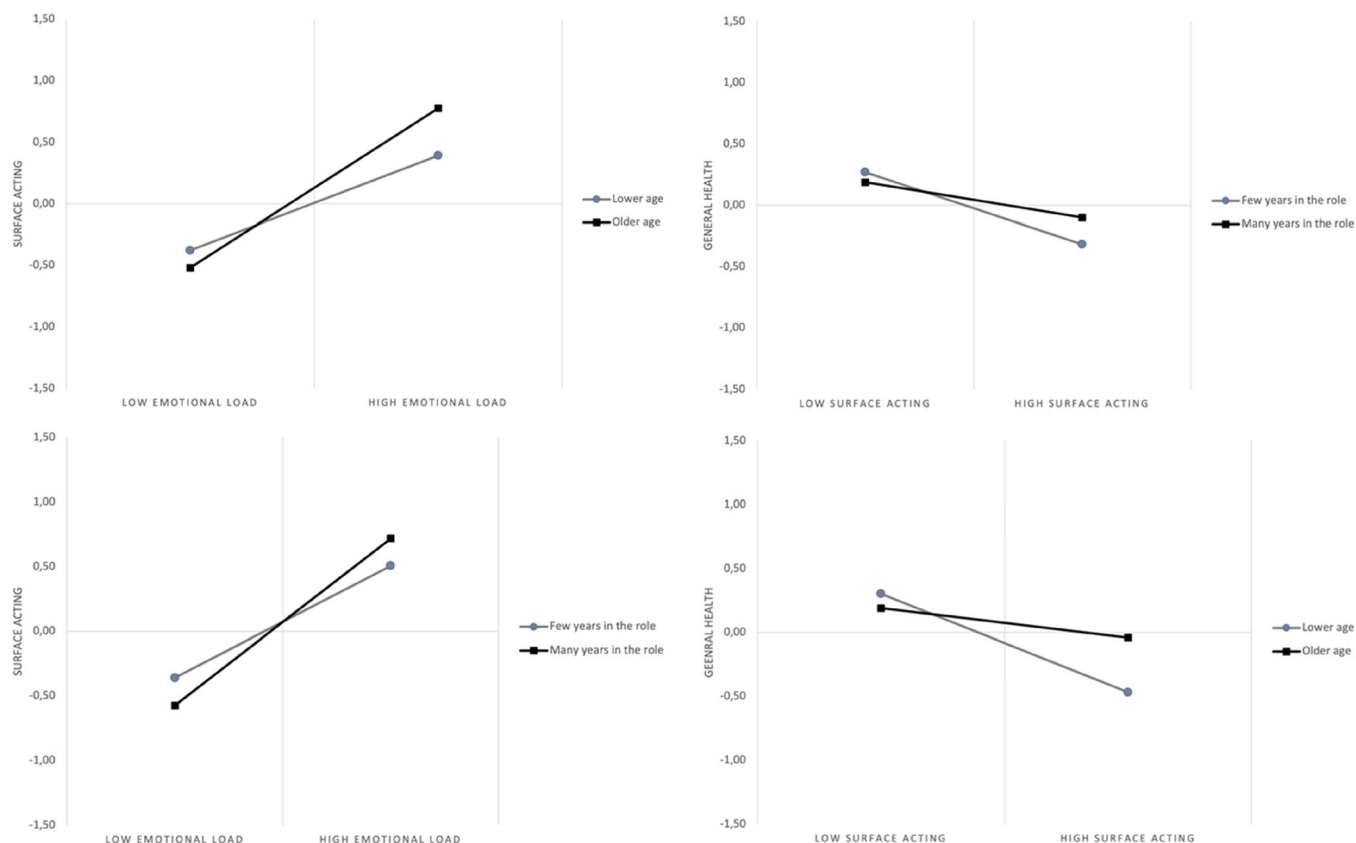 1,50
1,00
0,50
0,00
-0,50
-1,00
-1,50
SURFACE ACTING
LOW EMOTIONAL LOAD
HIGH EMOTIONAL LOAD
Lower age
Older age
1,50
1,00
0,50
0,00
-0,50
-1,00
-1,50
GENERAL HEALTH
LOW SURFACE ACTING
HIGH SURFACE ACTING
Few years in the role
Many years in the role
1,50
1,00
0,50
0,00
-0,50
-1,00
-1,50
SURFACE ACTING
LOW EMOTIONAL LOAD
HIGH EMOTIONAL LOAD
Few years in the role
Many years in the role
1,50
1,00
0,50
0,00
-0,50
-1,00
-1,50
GEENRAL HEALTH
LOW SURFACE ACTING
HIGH SURFACE ACTING
Lower age
Older age